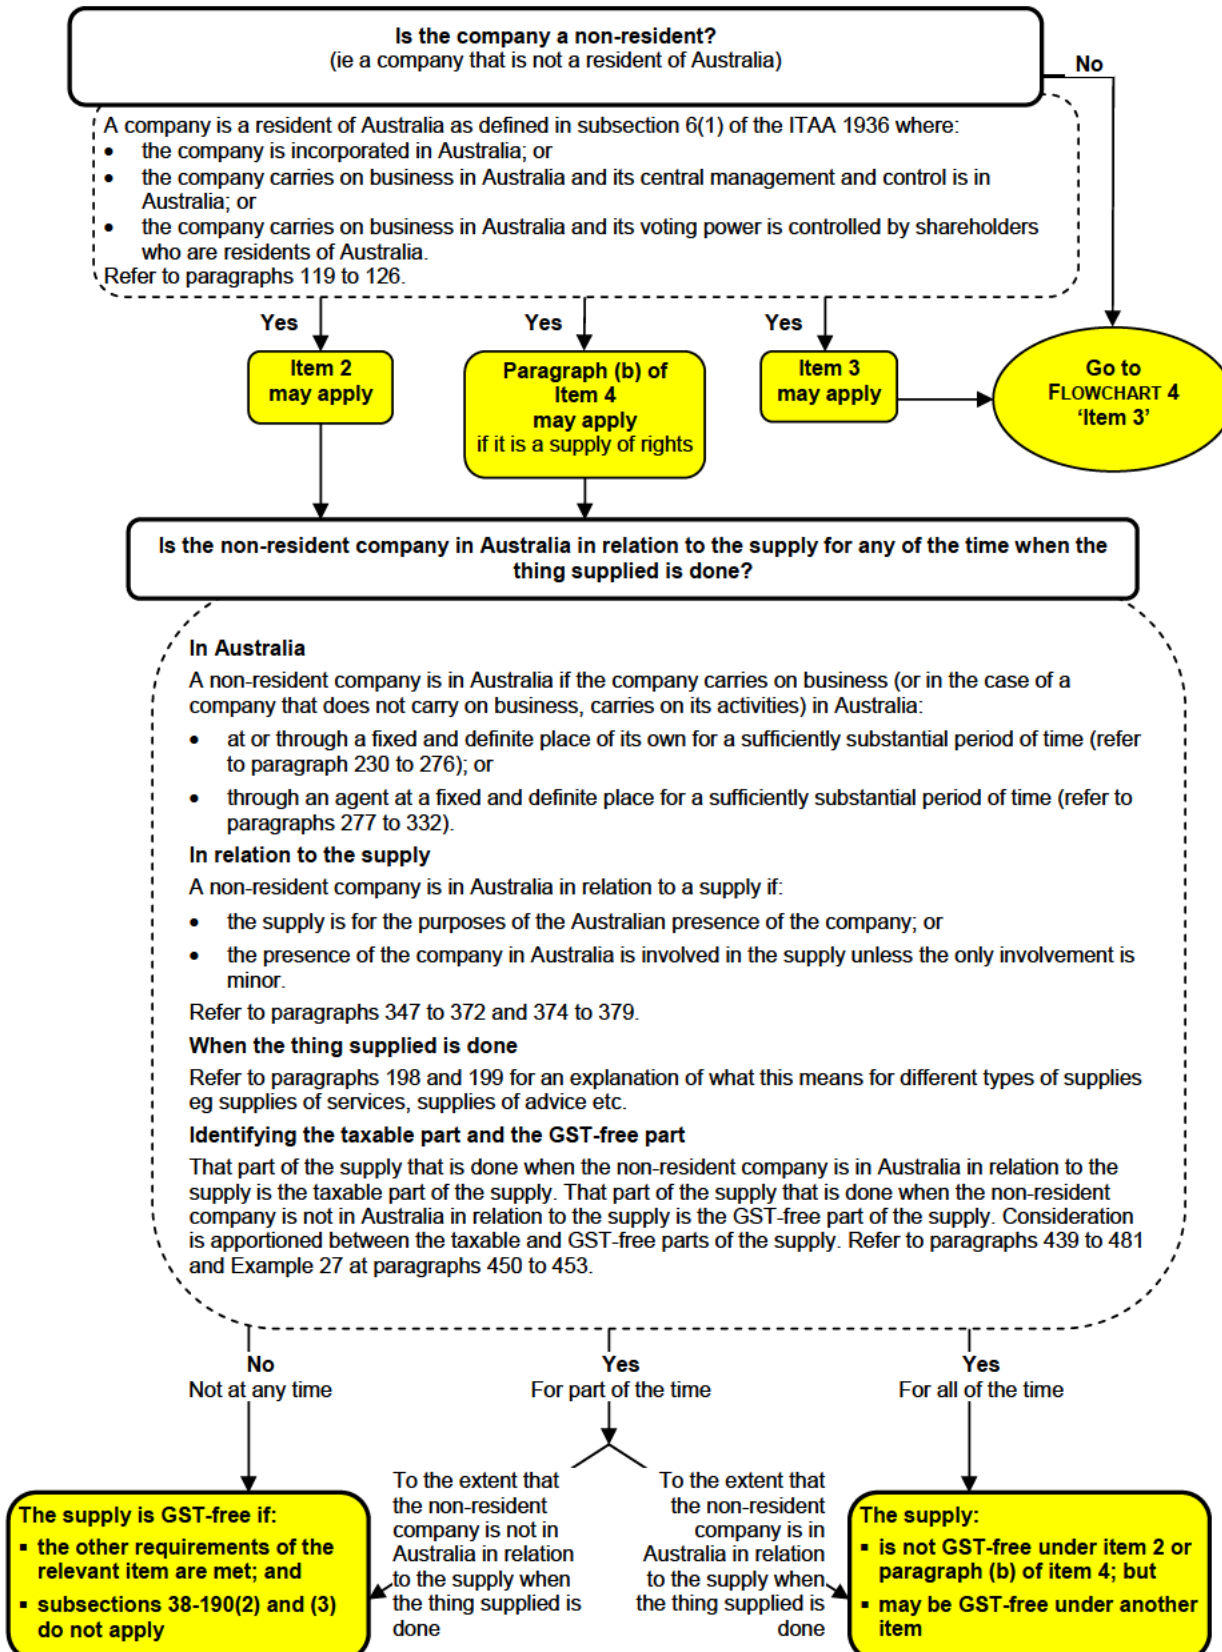 Is the company a non-resident?
(ie a company that is not a resident of Australia)
No
A company is a resident of Australia as defined in subsection 6(1) of the ITAA 1936 where:
• the company is incorporated in Australia; or
• the company carries on business in Australia and its central management and control is in
Australia; or
• the company carries on business in Australia and its voting power is controlled by shareholders
who are residents of Australia.
Refer to paragraphs 119 to 126.
Yes
Yes
Yes
Item 2
may apply
Paragraph (b) of
Item 4
may apply
if it is a supply of rights
Item 3
may apply
Go to
FLOWCHART 4
‘Item 3’
Is the non-resident company in Australia in relation to the supply for any of the time when the
thing supplied is done?
In Australia
A non-resident company is in Australia if the company carries on business (or in the case of a
company that does not carry on business, carries on its activities) in Australia:
• at or through a fixed and definite place of its own for a sufficiently substantial period of time (refer
to paragraph 230 to 276); or
• through an agent at a fixed and definite place for a sufficiently substantial period of time (refer to
paragraphs 277 to 332).
In relation to the supply
A non-resident company is in Australia in relation to a supply if:
• the supply is for the purposes of the Australian presence of the company; or
• the presence of the company in Australia is involved in the supply unless the only involvement is
minor.
Refer to paragraphs 347 to 372 and 374 to 379.
When the thing supplied is done
Refer to paragraphs 198 and 199 for an explanation of what this means for different types of supplies
eg supplies of services, supplies of advice etc.
Identifying the taxable part and the GST-free part
That part of the supply that is done when the non-resident company is in Australia in relation to the
supply is the taxable part of the supply. That part of the supply that is done when the non-resident
company is not in Australia in relation to the supply is the GST-free part of the supply. Consideration
is apportioned between the taxable and GST-free parts of the supply. Refer to paragraphs 439 to 481
and Example 27 at paragraphs 450 to 453.
No
Not at any time
Yes
For part of the time
Yes
For all of the time
The supply is GST-free if:
▪ the other requirements of the
relevant item are met; and
▪ subsections 38-190(2) and (3)
do not apply
To the extent that
the non-resident
company is not in
Australia in relation
to the supply when
the thing supplied is
done
To the extent that
the non-resident
company is in
Australia in relation
to the supply when
the thing supplied is
done
The supply:
▪ is not GST-free under item 2 or
paragraph (b) of item 4; but
▪ may be GST-free under another
item